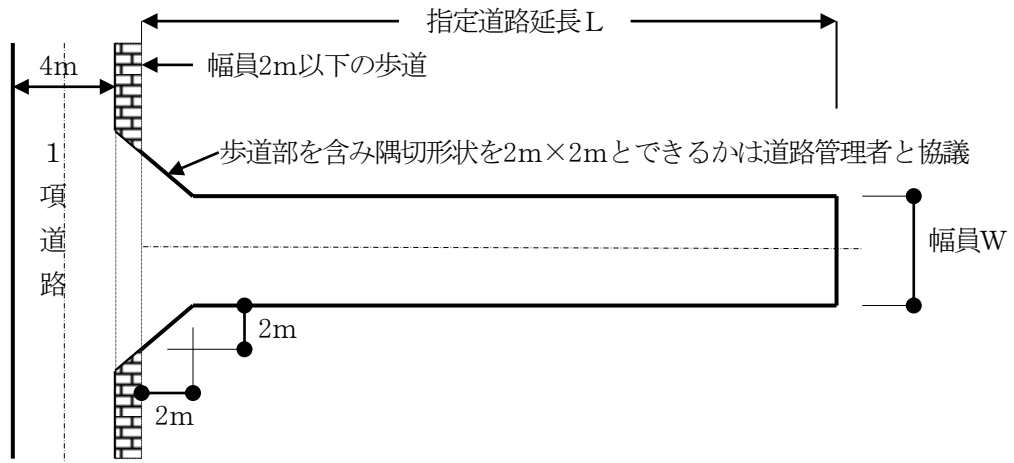 指定道路延長L
4m
幅員2m以下の歩道
歩道部を含み隅切形状を2m×2mとできるかは道路管理者と協議
1項道路
幅員W
2m
2m